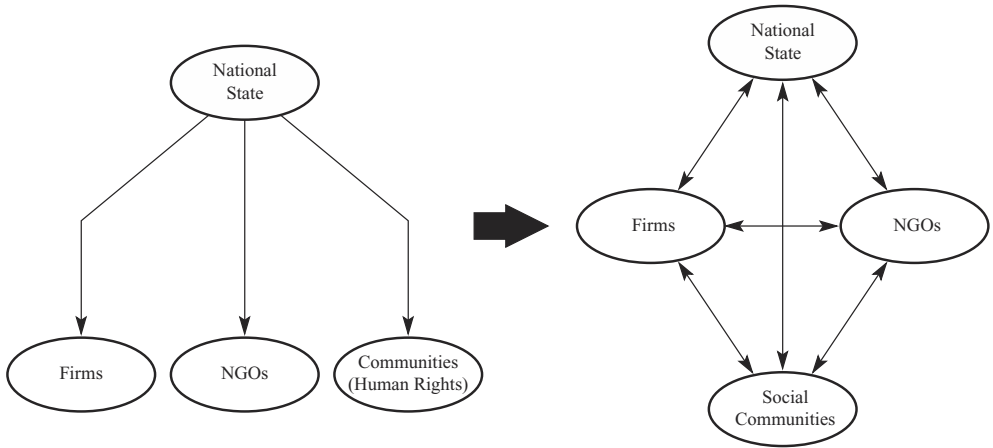 National
State
Firms
NGOs
Communities
(Human Rights)
National
State
Firms
NGOs
Social
Communities